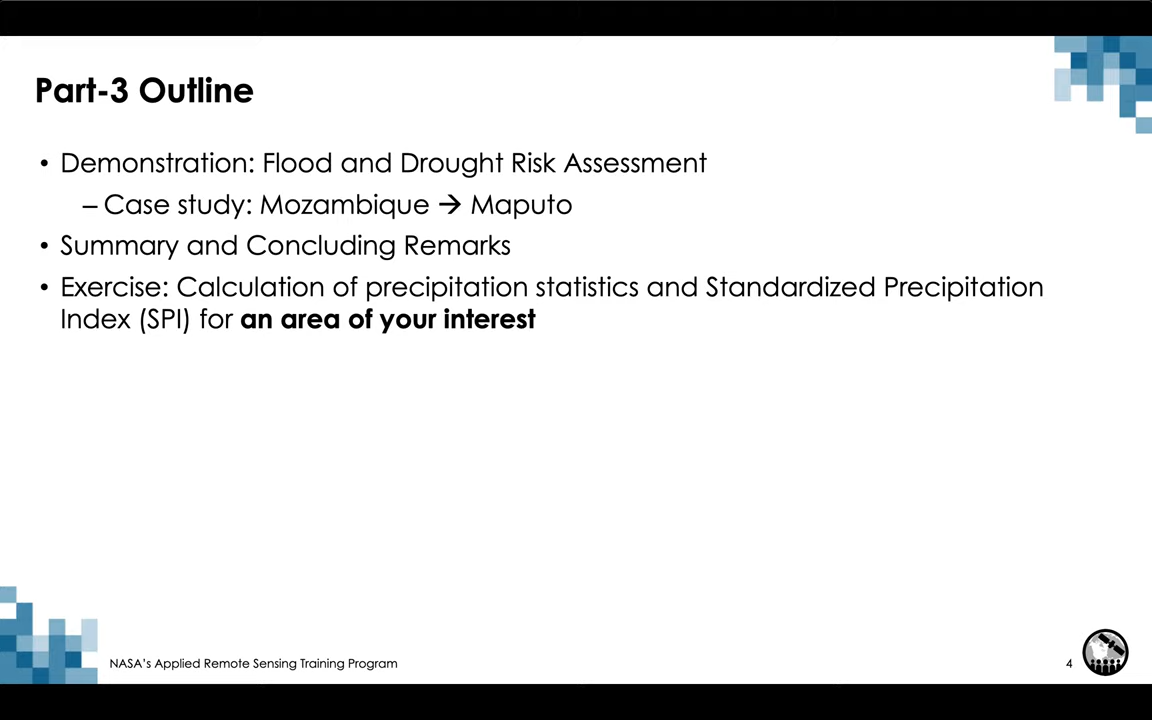 Part-3 Outline
• Demonstration: Flood and Drought Risk Assessment
– Case study: Mozambique → Maputo
• Summary and Concluding Remarks
• Exercise: Calculation of precipitation statistics and Standardized Precipitation
Index (SPI) for an area of your interest
NASA's Applied Remote Sensing Training Program
4